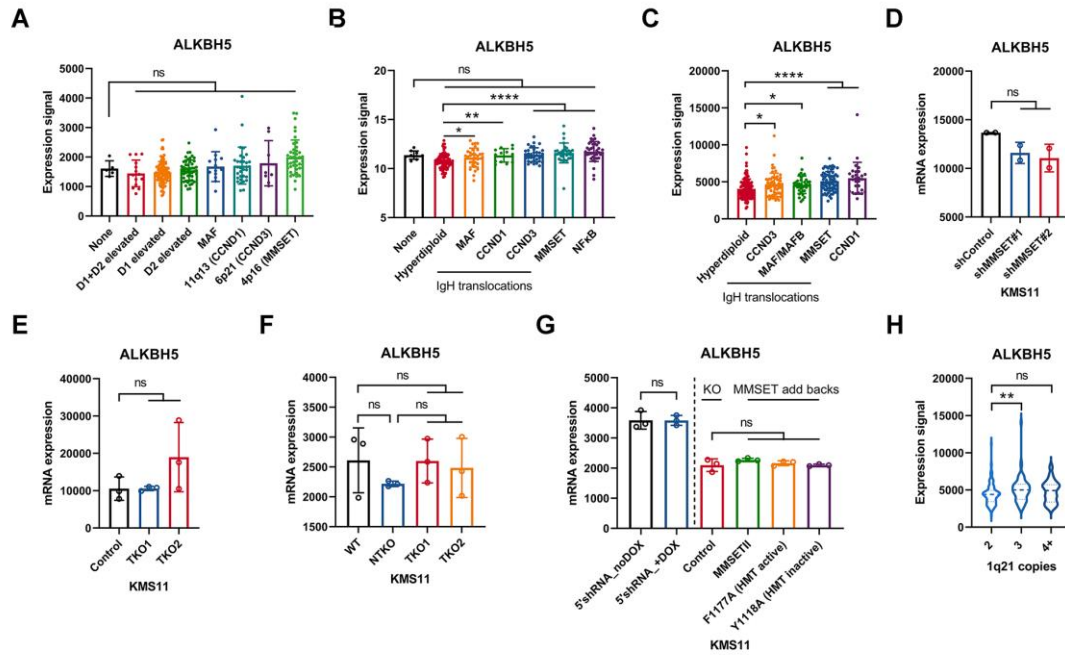 A
ALKBH5
Expression signal
5000
4000
3000
2000
1000
0
ns
None
D1+D2 elevated
D1 elevated
D2 elevated
MAF
11q13 (CCND1)
6p21 (CCND3)
4p16 (MMSET)
B
ALKBH5
Expression signal
20
15
10
5
ns
****
**
*
None
Hyperdiploid
MAF
CCND1
CCND3
MMSET
NFκB
IgH translocations
C
ALKBH5
Expression signal
20000
15000
10000
5000
0
****
*
*
Hyperdiploid
CCND3
MAF/MAFB
MMSET
CCND1
IgH translocations
D
ALKBH5
mRNA expression
20000
15000
10000
5000
ns
shControl
shMMSET#1
shMMSET#2
KMS11
E
ALKBH5
mRNA expression
40000
30000
20000
10000
0
ns
Control
TKO1
TKO2
KMS11
F
ALKBH5
mRNA expression
3500
3000
2500
2000
1500
ns
ns
ns
WT
NTKO
TKO1
TKO2
KMS11
G
ALKBH5
mRNA expression
5000
4000
3000
2000
1000
0
ns
KO
MMSET add backs
ns
5'shRNA_noDOX
5'shRNA_+DOX
Control
MMSETII
F1177A (HMT active)
Y1118A (HMT inactive)
KMS11
H
ALKBH5
Expression signal
20000
15000
10000
5000
0
ns
**
2
3
4+
1q21 copies